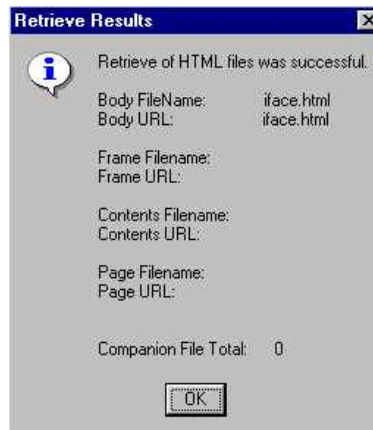 Retrieve Results
Retrieve of HTML files was successful.
Body FileName: iface.html
Body URL: iface.html
Frame Filename:
Frame URL:
Contents Filename:
Contents URL:
Page Filename:
Page URL:
Companion File Total: 0
OK